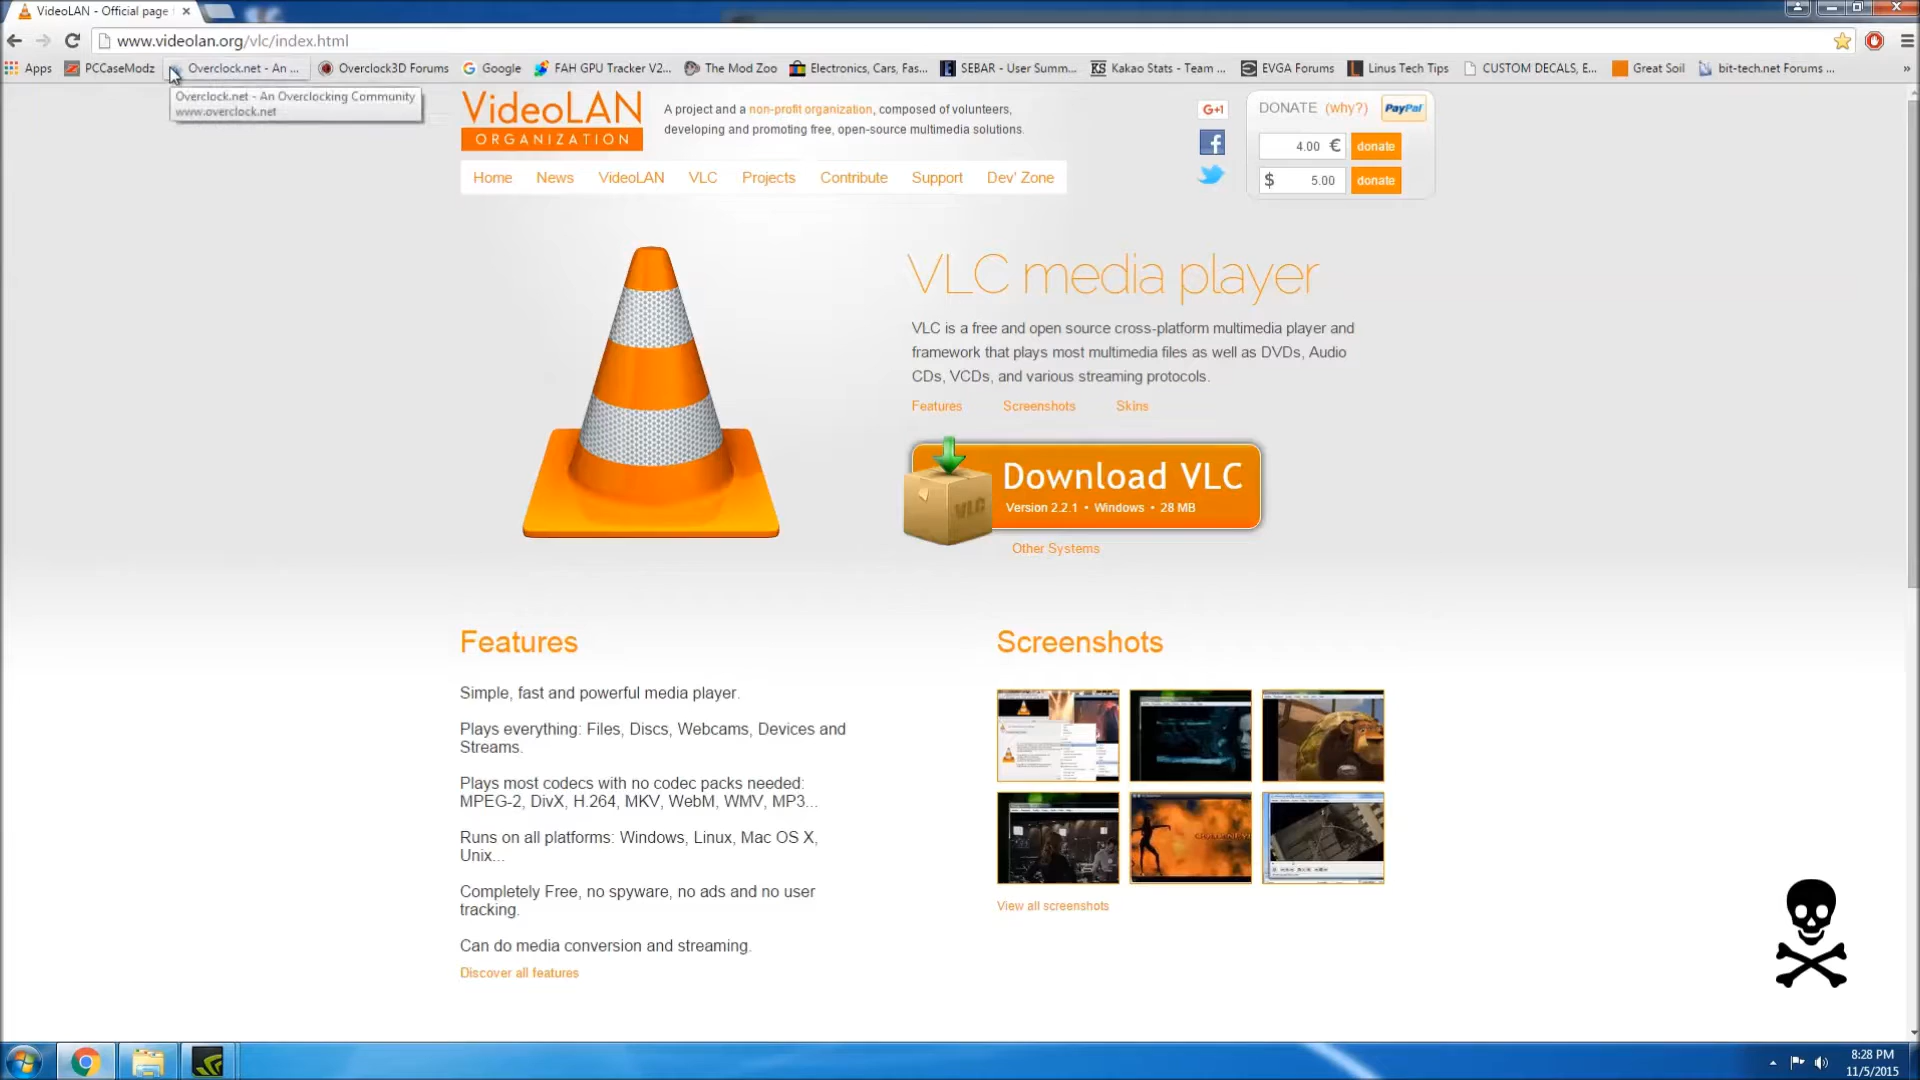 VideoLAN - Official page
www.videolan.org/vlc/index.html
Apps
PCCaseModz
Overclock.net - An ...
Overclock3D Forums
Google
FAH GPU Tracker V2...
The Mod Zoo
Electronics, Cars, Fas...
SEBAR - User Summ...
KS Kakao Stats - Team ...
EVGA Forums
Linus Tech Tips
CUSTOM DECALS, E...
Great Soil
bit-tech.net Forums ...
»
Overclock.net - An Overclocking Community
www.overclock.net
VideoLAN
ORGANIZATION
A project and a non-profit organization, composed of volunteers,
developing and promoting free, open-source multimedia solutions.
G+1
DONATE (why?) PayPal
4.00 € donate
$ 5.00 donate
Home News VideoLAN VLC Projects Contribute Support Dev' Zone
VLC media player
VLC is a free and open source cross-platform multimedia player and
framework that plays most multimedia files as well as DVDs, Audio
CDs, VCDs, and various streaming protocols.
Features Screenshots Skins
Download VLC
Version 2.2.1 • Windows • 28 MB
VLC
Other Systems
Features
Simple, fast and powerful media player.
Plays everything: Files, Discs, Webcams, Devices and
Streams.
Plays most codecs with no codec packs needed:
MPEG-2, DivX, H.264, MKV, WebM, WMV, MP3...
Runs on all platforms: Windows, Linux, Mac OS X,
Unix...
Completely Free, no spyware, no ads and no user
tracking.
Can do media conversion and streaming.
Discover all features
Screenshots
View all screenshots
8:28 PM
11/5/2015